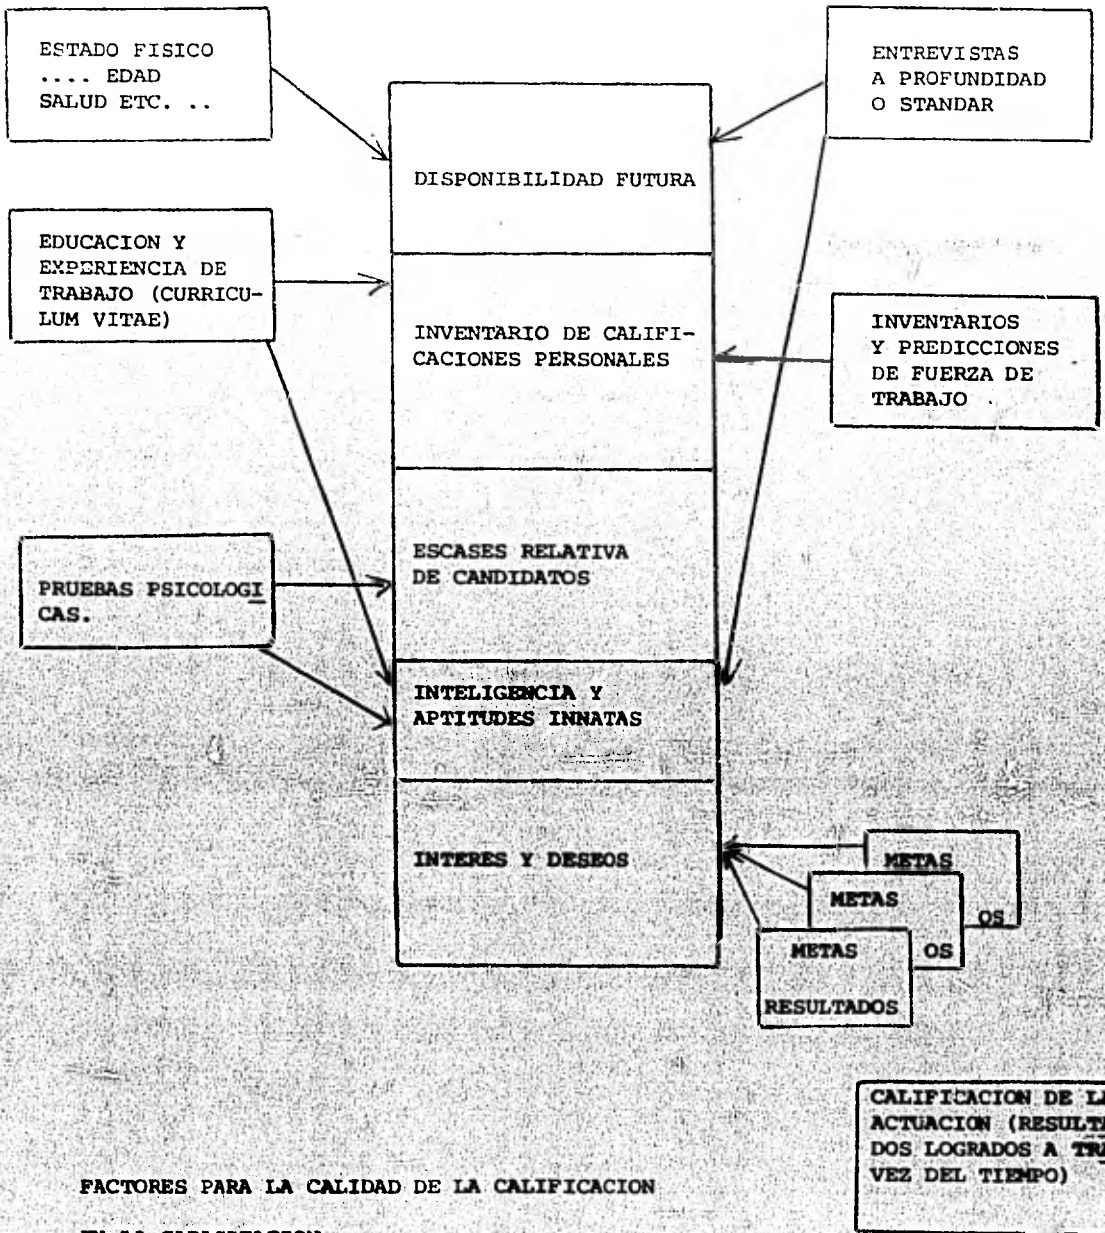 ESTADO FISICO
.... EDAD
SALUD ETC. ..
ENTREVISTAS
A PROFUNDIDAD
O STANDAR
DISPONIBILIDAD FUTURA
EDUCACION Y
EXPERIENCIA DE
TRABAJO (CURRICU-
LUM VITAE)
INVENTARIO DE CALIFI-
CACIONES PERSONALES
INVENTARIOS
Y PREDICCIONES
DE FUERZA DE
TRABAJO .
ESCASES RELATIVA
DE CANDIDATOS
PRUEBAS PSICOLOGI
CAS.
INTELIGENCIA Y
APTITUDES INNATAS
INTERES Y DESEOS
METAS
OS
METAS
OS
METAS
RESULTADOS
CALIFICACION DE
ACTUACION (RESULTA
DOS LOGRADOS A TRA
VEZ DEL TIEMPO)
FACTORES PARA LA CALIDAD DE LA CALIFICACION